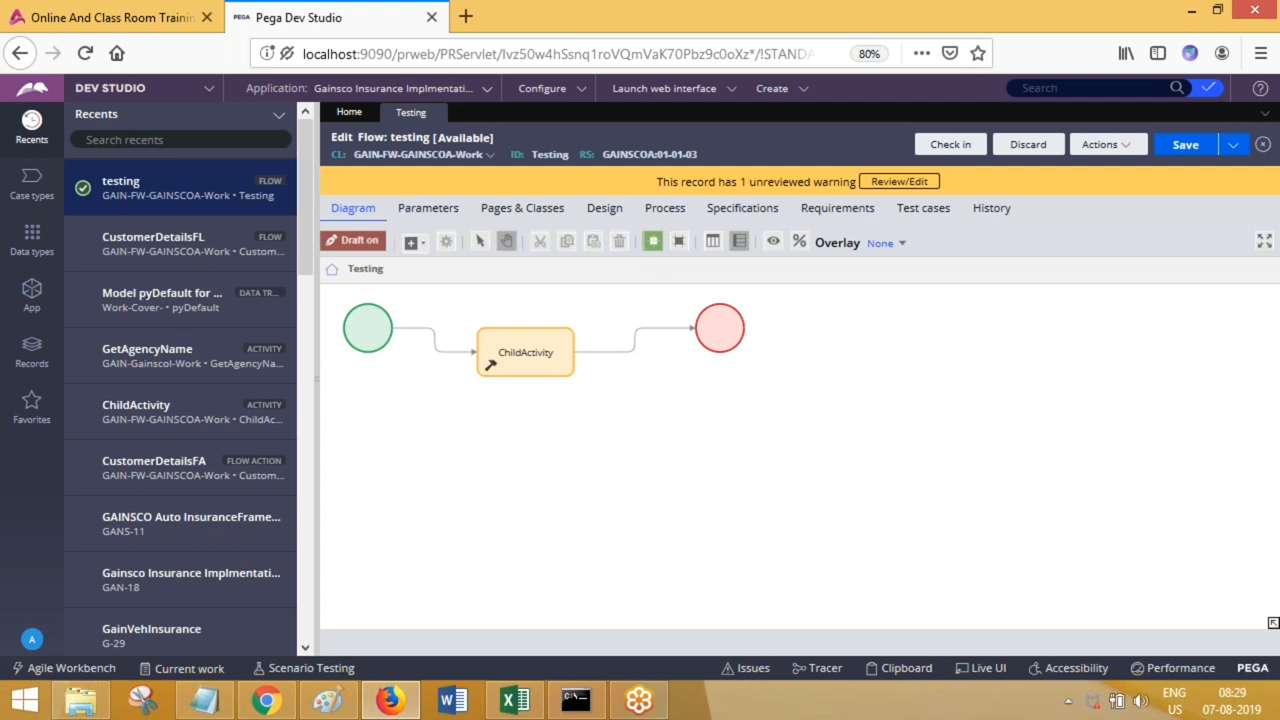 Online And Class Room Trainin
PEGA Pega Dev Studio
localhost:9090/prweb/PRServlet/Ivz50w4hSsnq1roVQmVaK70Pbz9c0oXz*/!STANDA
80%
DEV STUDIO
Application: Gainsco Insurance Implmentati...
Configure
Launch web interface
Create
Search
Recents
Case types
Data types
App
Records
Favorites
A
Recents
Search recents
testing FLOW
GAIN-FW-GAINSCOA-Work • Testing
CustomerDetailsFL FLOW
GAIN-FW-GAINSCOA-Work • Custom...
Model pyDefault for ... DATA TR...
Work-Cover- • pyDefault
GetAgencyName ACTIVITY
GAIN-Gainscol-Work • GetAgencyNa...
ChildActivity ACTIVITY
GAIN-FW-GAINSCOA-Work • ChildAc...
CustomerDetailsFA FLOW ACTION
GAIN-FW-GAINSCOA-Work • Custom...
GAINSCO Auto InsuranceFrame...
GANS-11
Gainsco Insurance Implmentati...
GAN-18
GainVehInsurance
G-29
Home
Testing
Edit Flow: testing [Available]
CL: GAIN-FW-GAINSCOA-Work ID: Testing RS: GAINSCOA:01-01-03
Check in
Discard
Actions
Save
This record has 1 unreviewed warning Review/Edit
Diagram
Parameters
Pages & Classes
Design
Process
Specifications
Requirements
Test cases
History
Draft on
Overlay None
Testing
ChildActivity
Agile Workbench
Current work
Scenario Testing
Issues
Tracer
Clipboard
Live UI
Accessibility
Performance
PEGA
ENG
US
08:29
07-08-2019